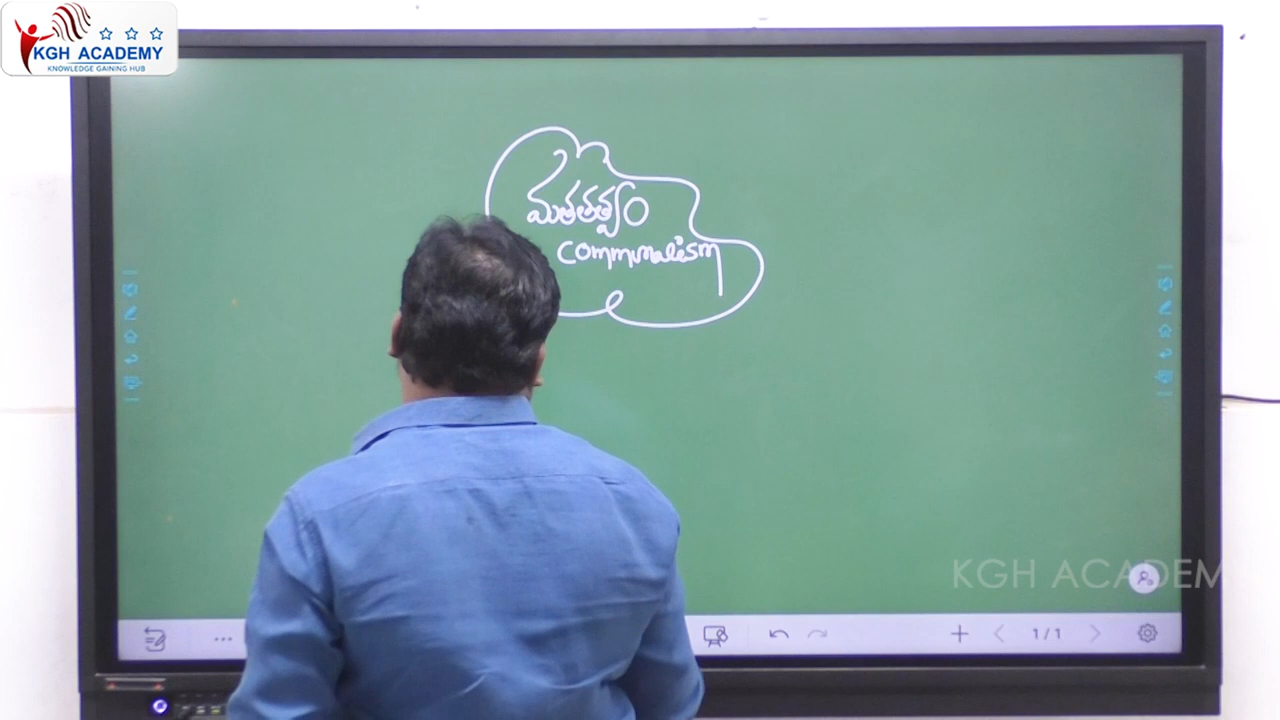 KGH ACADEMY
KNOWLEDGE GAINING HUB
మతతత్వం
communalism
KGH ACADEM
1/1